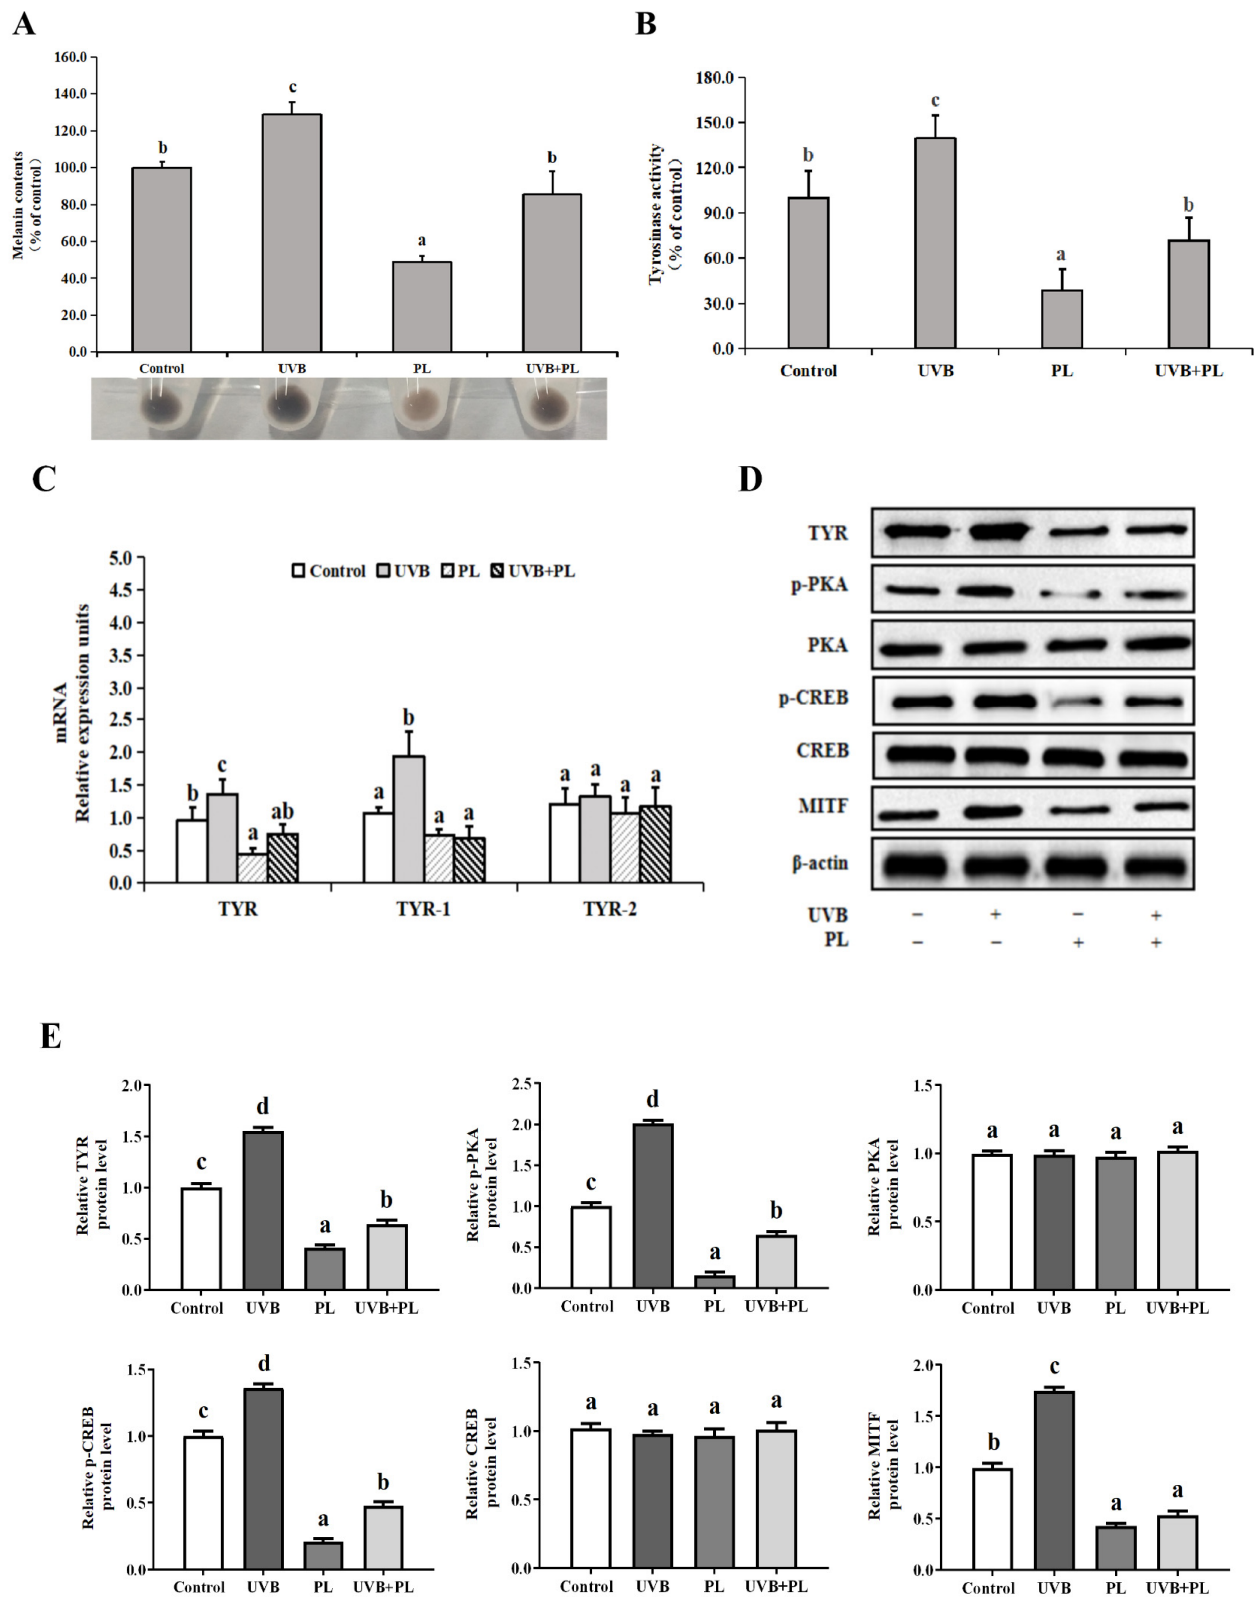 A
160.0
140.0
120.0
100.0
80.0
60.0
40.0
20.0
0.0
Melanin contents
(% of control)
b
c
a
b
Control UVB PL UVB+PL
B
180.0
150.0
120.0
90.0
60.0
30.0
0.0
Tyrosinase activity
(% of control)
b
c
a
b
Control UVB PL UVB+PL
C
5.0
4.5
4.0
3.5
3.0
2.5
2.0
1.5
1.0
0.5
0.0
mRNA
Relative expression units
Control UVB PL UVB+PL
b c a ab
a b a a
a a a a
TYR TYR-1 TYR-2
D
TYR
p-PKA
PKA
p-CREB
CREB
MITF
β-actin
UVB − + − +
PL − − + +
E
2.0
1.5
1.0
0.5
0.0
Relative TYR
protein level
c d a b
Control UVB PL UVB+PL
2.5
2.0
1.5
1.0
0.5
0.0
Relative p-PKA
protein level
c d a b
Control UVB PL UVB+PL
1.5
1.0
0.5
0.0
Relative PKA
protein level
a a a a
Control UVB PL UVB+PL
1.5
1.0
0.5
0.0
Relative p-CREB
protein level
c d a b
Control UVB PL UVB+PL
1.5
1.0
0.5
0.0
Relative CREB
protein level
a a a a
Control UVB PL UVB+PL
2.0
1.5
1.0
0.5
0.0
Relative MITF
protein level
b c a a
Control UVB PL UVB+PL